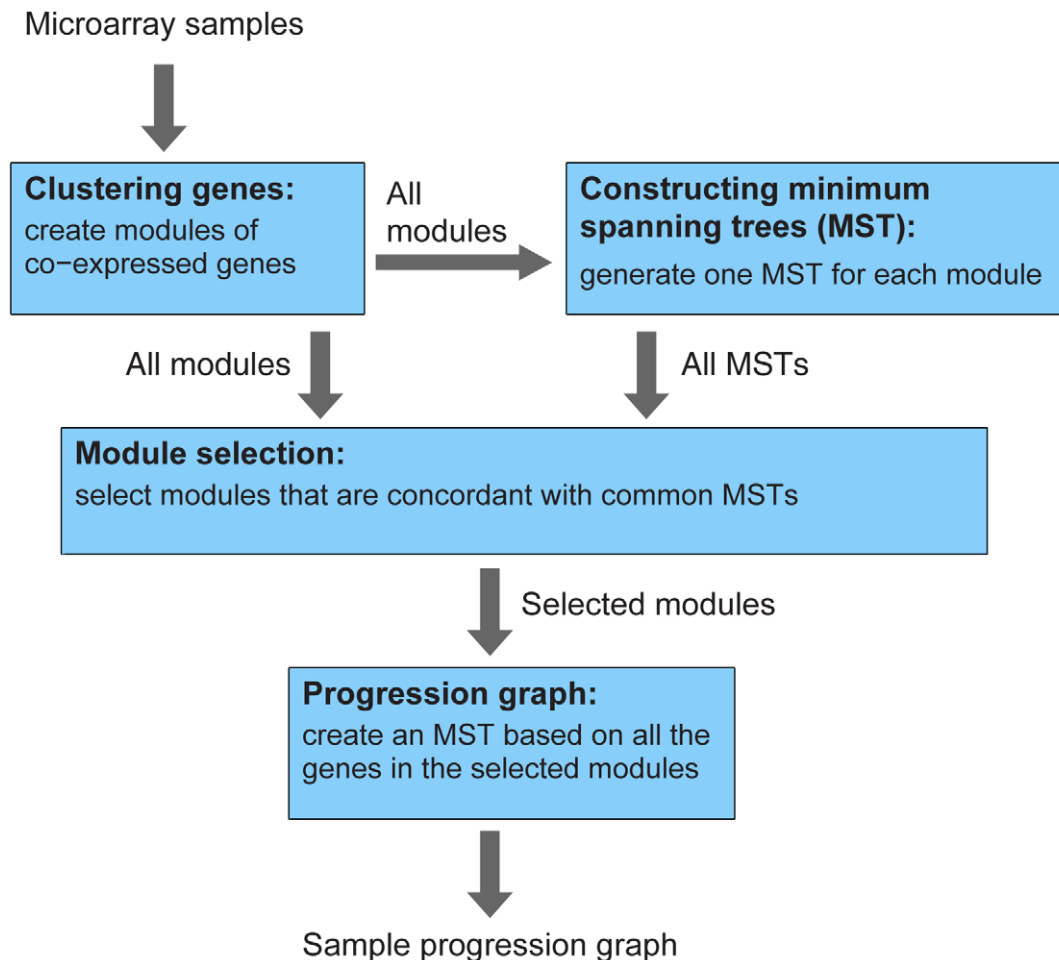 Microarray samples
Clustering genes:
create modules of
co−expressed genes
All
modules
Constructing minimum
spanning trees (MST):
generate one MST for each module
All modules
All MSTs
Module selection:
select modules that are concordant with common MSTs
Selected modules
Progression graph:
create an MST based on all the
genes in the selected modules
Sample progression graph